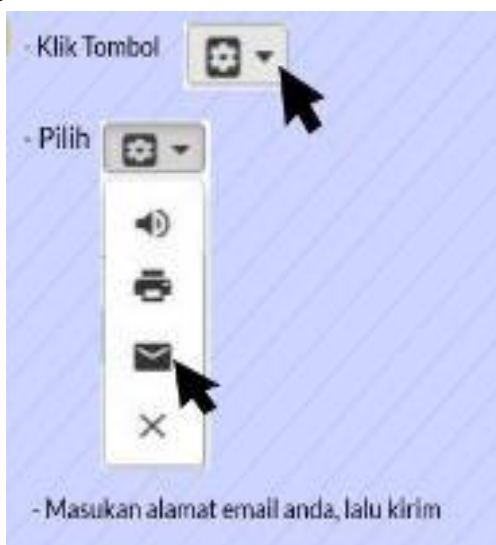 - Klik Tombol
- Pilih
- Masukan alamat email anda, lalu kirim